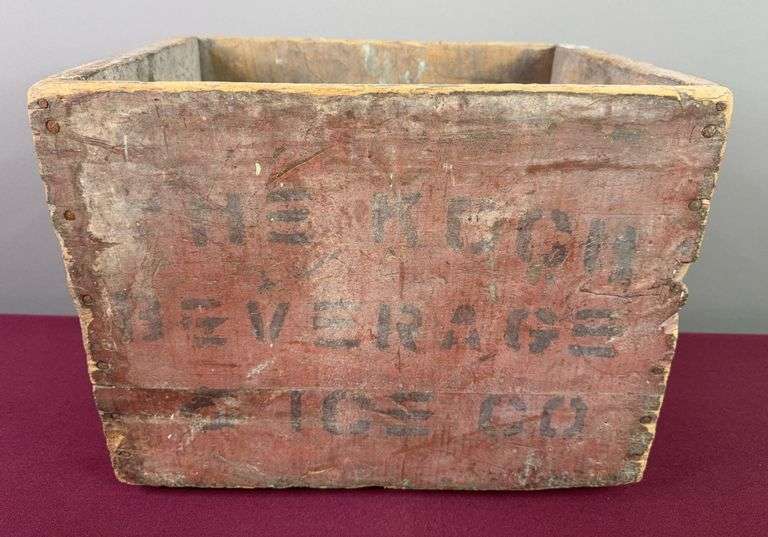 THE KOCH
BEVERAGE
& ICE CO